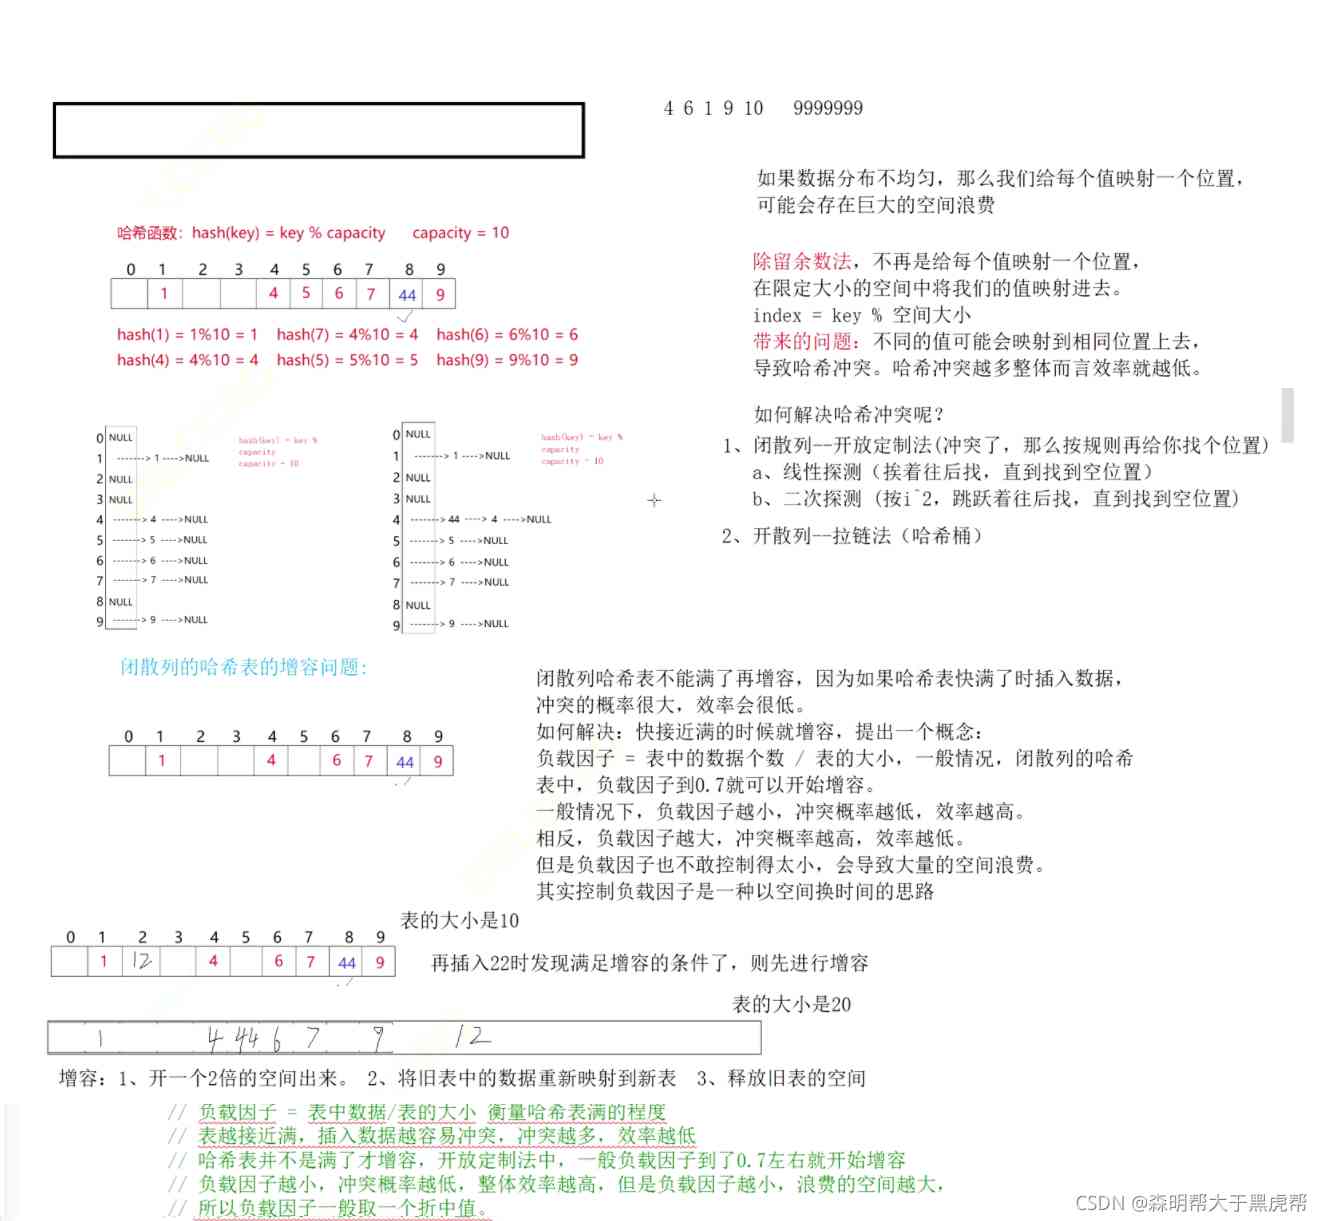 4 6 1 9 10 9999999
如果数据分布不均匀，那么我们给每个值映射一个位置，
可能会存在巨大的空间浪费
哈希函数：hash(key) = key % capacity capacity = 10
0 1 2 3 4 5 6 7 8 9
1 4 5 6 7 44 9
hash(1) = 1%10 = 1 hash(7) = 4%10 = 4 hash(6) = 6%10 = 6
hash(4) = 4%10 = 4 hash(5) = 5%10 = 5 hash(9) = 9%10 = 9
除留余数法，不再是给每个值映射一个位置，
在限定大小的空间中将我们的值映射进去。
index = key % 空间大小
带来的问题：不同的值可能会映射到相同位置上去，
导致哈希冲突。哈希冲突越多整体而言效率就越低。
如何解决哈希冲突呢？
1、闭散列--开放定制法(冲突了，那么按规则再给你找个位置)
a、线性探测（挨着往后找，直到找到空位置）
b、二次探测（按i^2，跳跃着往后找，直到找到空位置）
2、开散列--拉链法（哈希桶）
0 NULL
1 ------> 1 ---->NULL
2 NULL
3 NULL
4 ------> 4 ---->NULL
5 ------> 5 ---->NULL
6 ------> 6 ---->NULL
7 ------> 7 ---->NULL
8 NULL
9 ------> 9 ---->NULL
hash(key) = key %
capacity
capacity = 10
0 NULL
1 ------> 1 ---->NULL
2 NULL
3 NULL
4 ------> 44 ----> 4 ---->NULL
5 ------> 5 ---->NULL
6 ------> 6 ---->NULL
7 ------> 7 ---->NULL
8 NULL
9 ------> 9 ---->NULL
hash(key) = key %
capacity
capacity = 10
闭散列的哈希表的增容问题:
0 1 2 3 4 5 6 7 8 9
1 4 6 7 44 9
闭散列哈希表不能满了再增容，因为如果哈希表快满了时插入数据，
冲突的概率很大，效率会很低。
如何解决：快接近满的时候就增容，提出一个概念：
负载因子 = 表中的数据个数 / 表的大小，一般情况，闭散列的哈希
表中，负载因子到0.7就可以开始增容。
一般情况下，负载因子越小，冲突概率越低，效率越高。
相反，负载因子越大，冲突概率越高，效率越低。
但是负载因子也不敢控制得太小，会导致大量的空间浪费。
其实控制负载因子是一种以空间换时间的思路
表的大小是10
0 1 2 3 4 5 6 7 8 9
1 12 4 6 7 44 9
再插入22时发现满足增容的条件了，则先进行增容
表的大小是20
1 4 44 6 7 9 12
增容：1、开一个2倍的空间出来。 2、将旧表中的数据重新映射到新表 3、释放旧表的空间
// 负载因子 = 表中数据/表的大小 衡量哈希表满的程度
// 表越接近满，插入数据越容易冲突，冲突越多，效率越低
// 哈希表并不是满了才增容，开放定制法中，一般负载因子到了0.7左右就开始增容
// 负载因子越小，冲突概率越低，整体效率越高，但是负载因子越小，浪费的空间越大，
// 所以负载因子一般取一个折中值。
CSDN @森明帮大于黑虎帮